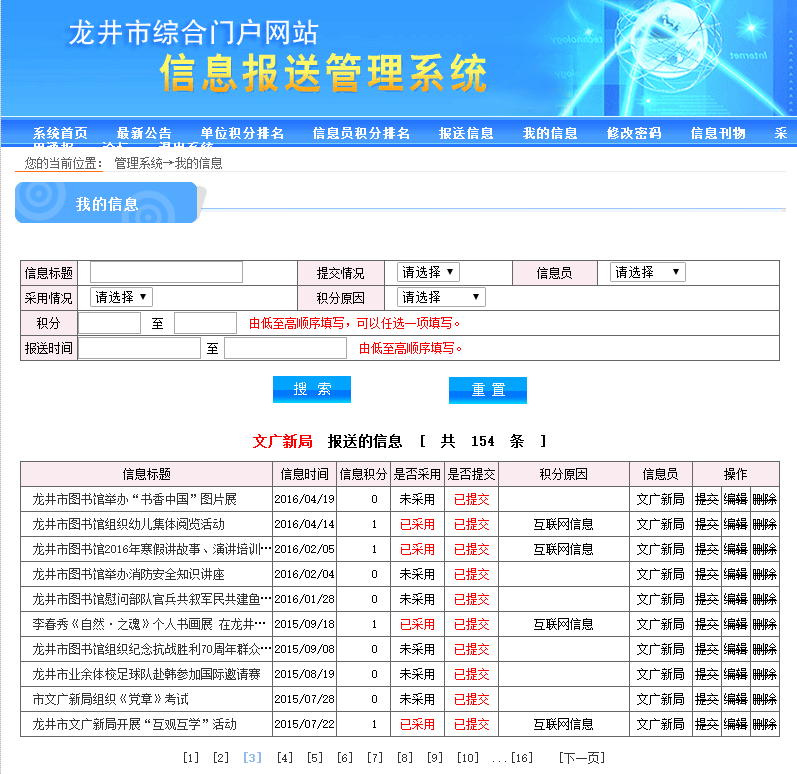 龙井市综合门户网站
信息报送管理系统
technology
Internet
系统首页 最新公告 单位积分排名 信息员积分排名 报送信息 我的信息 修改密码 信息刊物 采
用通报 论坛 退出系统
您的当前位置: 管理系统→我的信息
我的信息
信息标题 提交情况 请选择 信息员 请选择
采用情况 请选择 积分原因 请选择
积分 至 由低至高顺序填写，可以任选一项填写。
报送时间 至 由低至高顺序填写。
搜 索 重 置
文广新局 报送的信息 [ 共 154 条 ]
信息标题 信息时间 信息积分 是否采用 是否提交 积分原因 信息员 操作
龙井市图书馆举办“书香中国”图片展 2016/04/19 0 未采用 已提交 文广新局 提交 编辑 删除
龙井市图书馆组织幼儿集体阅览活动 2016/04/14 1 已采用 已提交 互联网信息 文广新局 提交 编辑 删除
龙井市图书馆2016年寒假讲故事、演讲培训… 2016/02/05 1 已采用 已提交 互联网信息 文广新局 提交 编辑 删除
龙井市图书馆举办消防安全知识讲座 2016/02/04 0 未采用 已提交 文广新局 提交 编辑 删除
龙井市图书馆慰问部队官兵共叙军民共建鱼… 2016/01/28 0 未采用 已提交 文广新局 提交 编辑 删除
李春秀《自然·之魂》个人书画展 在龙井… 2015/09/18 1 已采用 已提交 互联网信息 文广新局 提交 编辑 删除
龙井市图书馆组织纪念抗战胜利70周年群众… 2015/09/08 0 未采用 已提交 文广新局 提交 编辑 删除
龙井市业余体校足球队赴韩参加国际邀请赛 2015/08/19 0 未采用 已提交 文广新局 提交 编辑 删除
市文广新局组织《党章》考试 2015/07/28 0 未采用 已提交 文广新局 提交 编辑 删除
龙井市文广新局开展“互观互学”活动 2015/07/22 1 已采用 已提交 互联网信息 文广新局 提交 编辑 删除
[1] [2] [3] [4] [5] [6] [7] [8] [9] [10] ...[16] [下一页]